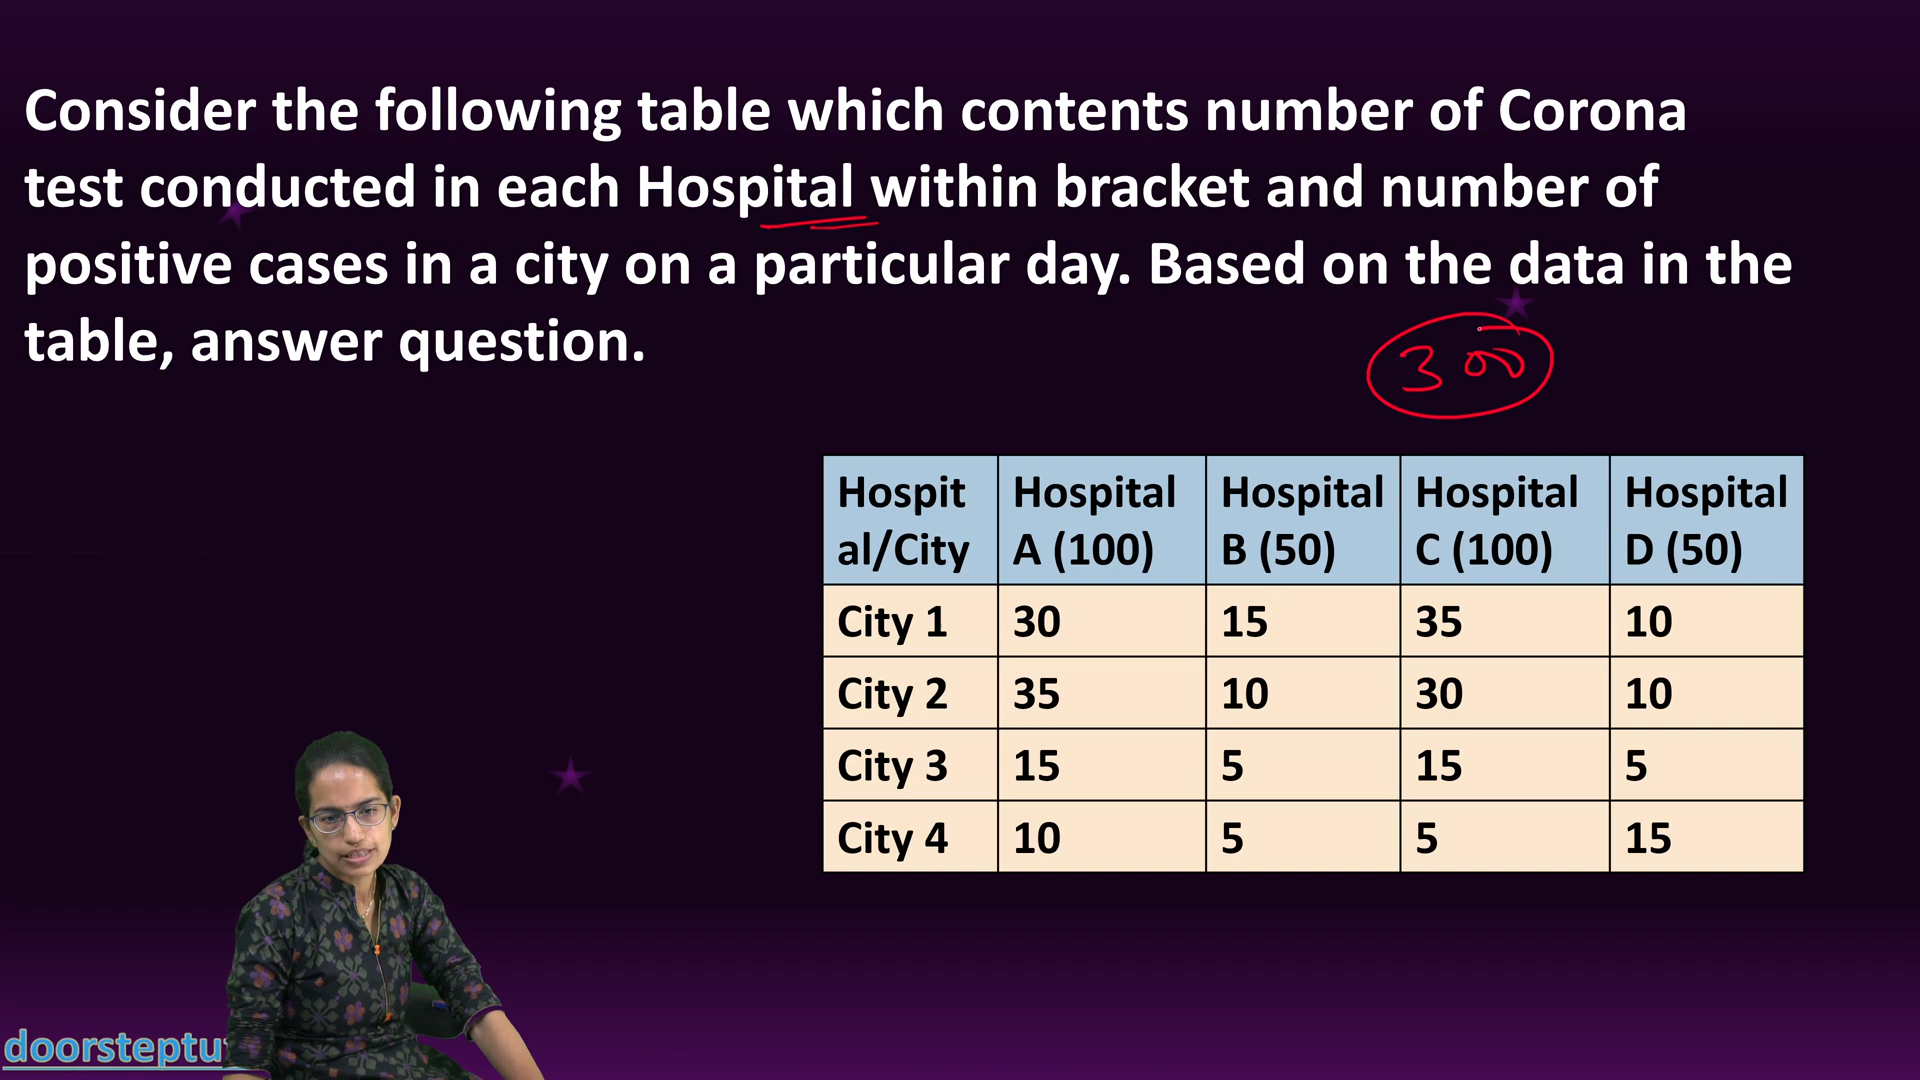 Consider the following table which contents number of Corona
test conducted in each Hospital within bracket and number of
positive cases in a city on a particular day. Based on the data in the
table, answer question.
300
Hospit Hospital Hospital Hospital Hospital
al/City A (100) B (50) C (100) D (50)
City 1 30 15 35 10
City 2 35 10 30 10
City 3 15 5 15 5
City 4 10 5 5 15
doorsteptu